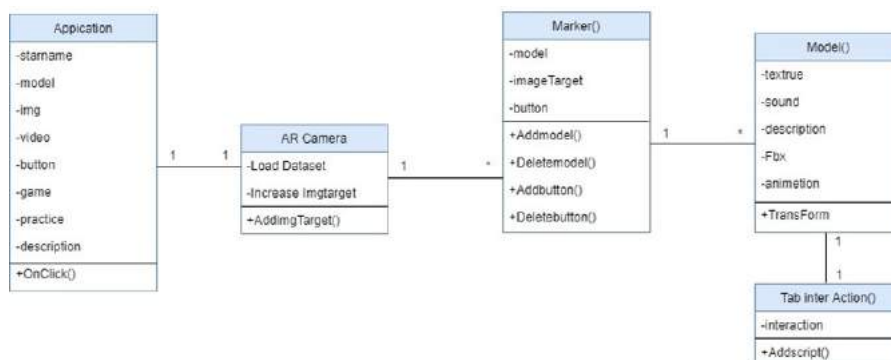 Appication
-starname
-model
-img
-video
-button
-game
-practice
-description
+OnClick()
1
1
AR Camera
-Load Dataset
-Increase Imgtarget
+AddimgTarget()
1
*
Marker()
-model
-imageTarget
-button
+Addmodel()
+Deletemodel()
+Addbutton()
+Deletebutton()
1
*
Model()
-textrue
-sound
-description
-Fbx
-animetion
+TransForm
1
1
Tab Inter Action()
-interaction
+Addscript()